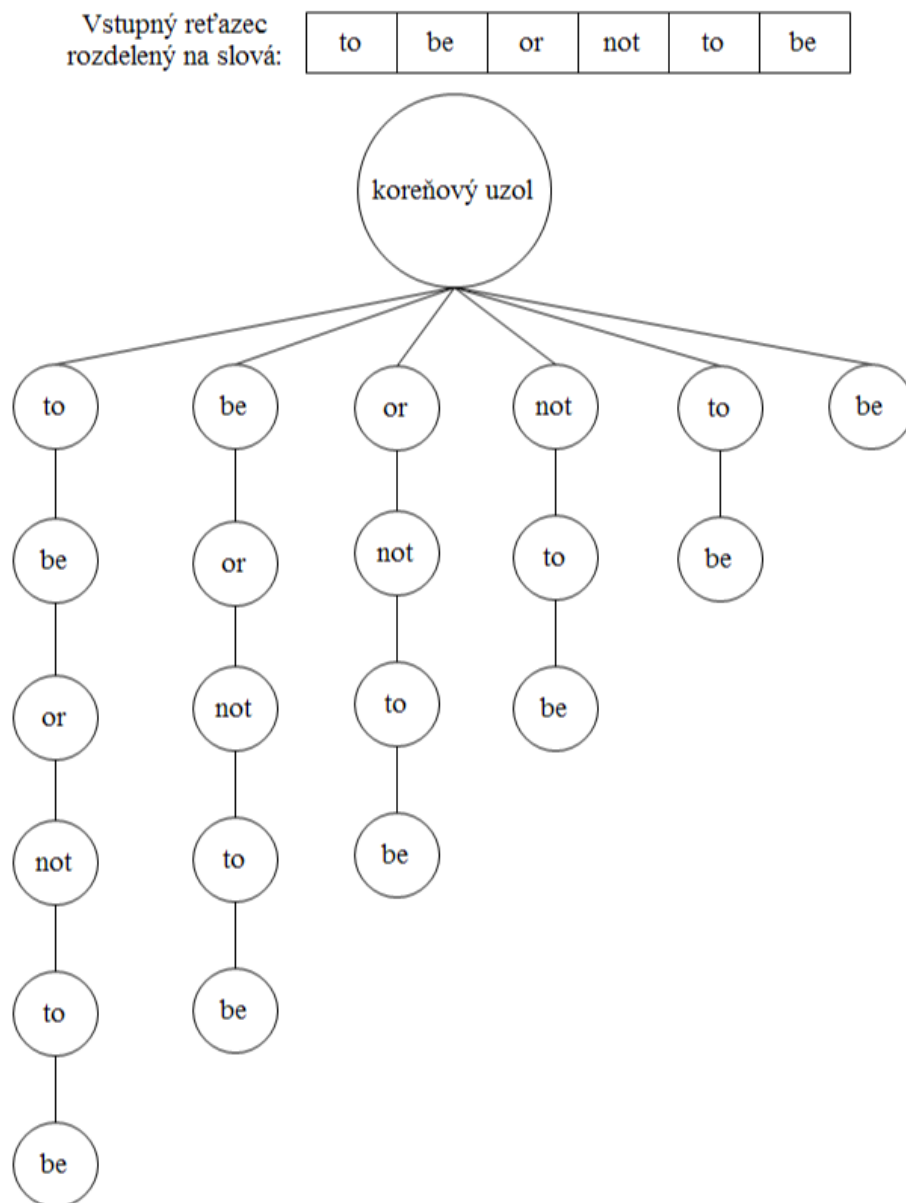 Vstupný reťazec
rozdelený na slová:
to be or not to be
koreňový uzol
to be or not to be
be or not to be
or not to be
not to be
to be
be